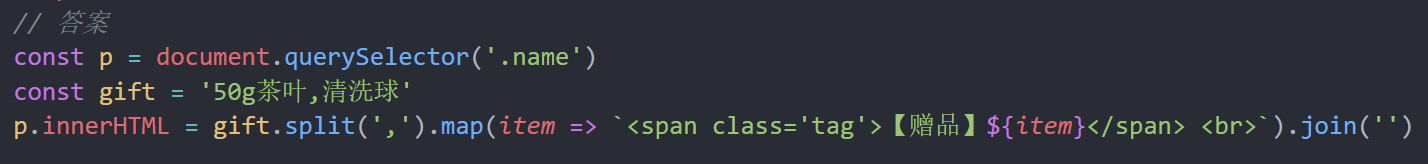 // 答案
const p = document.querySelector('.name')
const gift = '50g茶叶,清洗球'
p.innerHTML = gift.split(',').map(item => `<span class='tag'>【赠品】${item}</span> <br>`).join('')